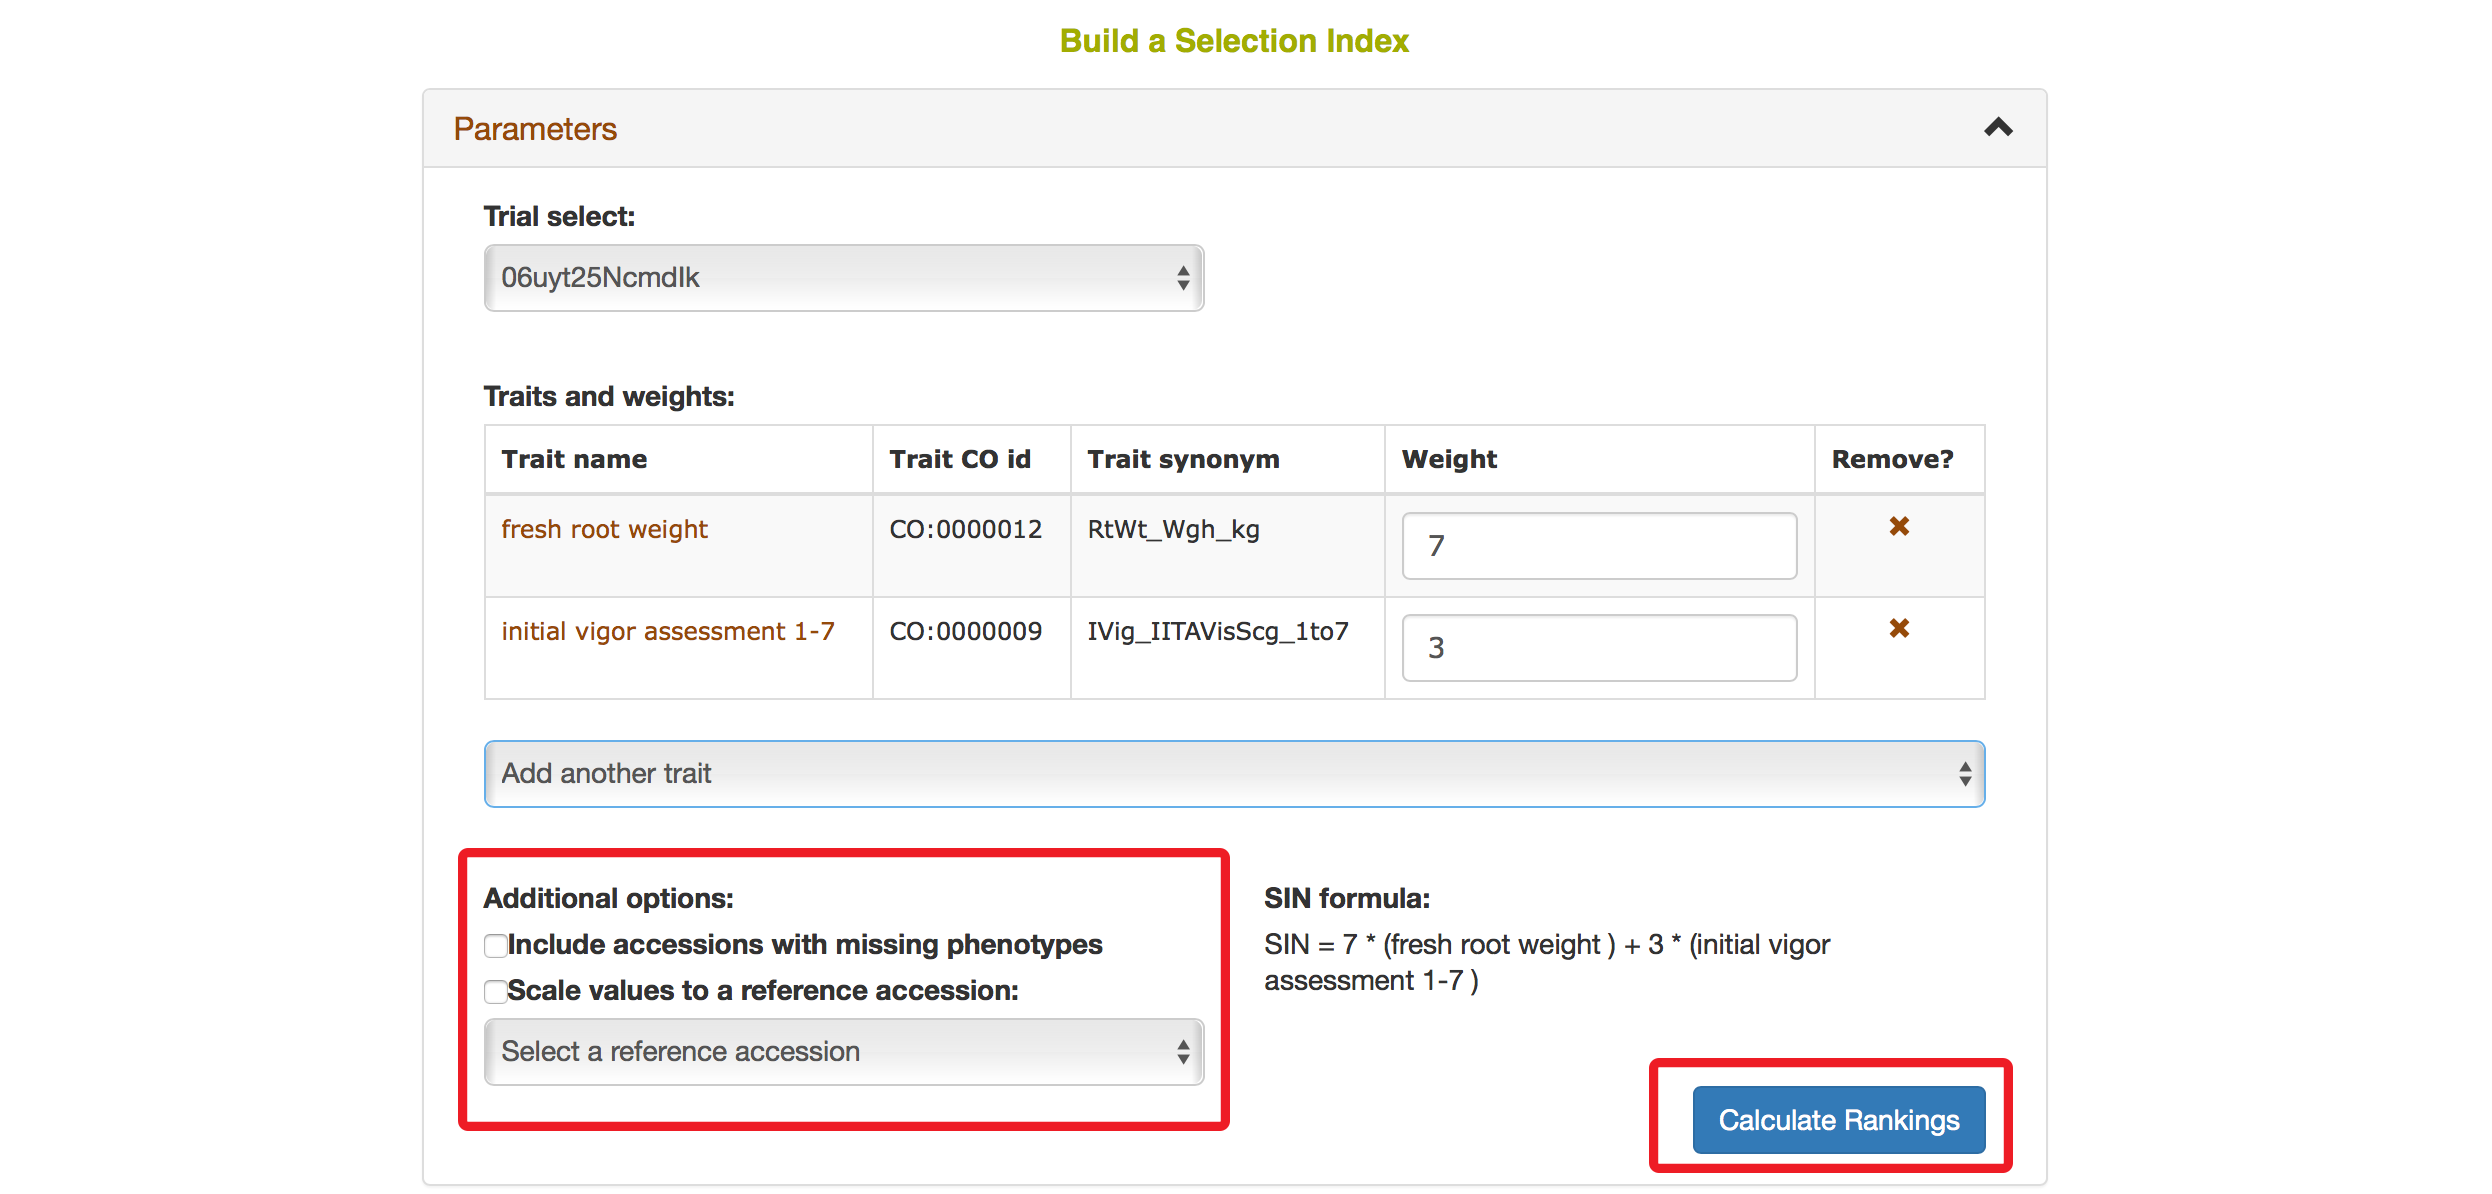 Build a Selection Index
Parameters
Trial select:
06uyt25Ncmdlk
Traits and weights:
Trait name Trait CO id Trait synonym Weight Remove?
fresh root weight CO:0000012 RtWt_Wgh_kg 7
initial vigor assessment 1-7 CO:0000009 IVig_IITAVisScg_1to7 3
Add another trait
Additional options:
Include accessions with missing phenotypes
Scale values to a reference accession:
Select a reference accession
SIN formula:
SIN = 7 * (fresh root weight ) + 3 * (initial vigor
assessment 1-7 )
Calculate Rankings